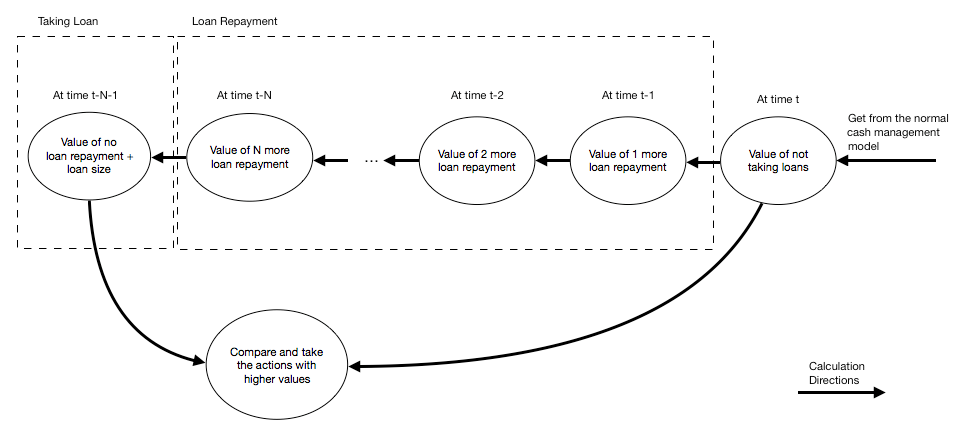 Taking Loan
Loan Repayment
At time t-N-1
At time t-N
At time t-2
At time t-1
At time t
Get from the normal
cash management
model
Value of no
loan repayment +
loan size
Value of N more
loan repayment
...
Value of 2 more
loan repayment
Value of 1 more
loan repayment
Value of not
taking loans
Compare and take
the actions with
higher values
Calculation
Directions